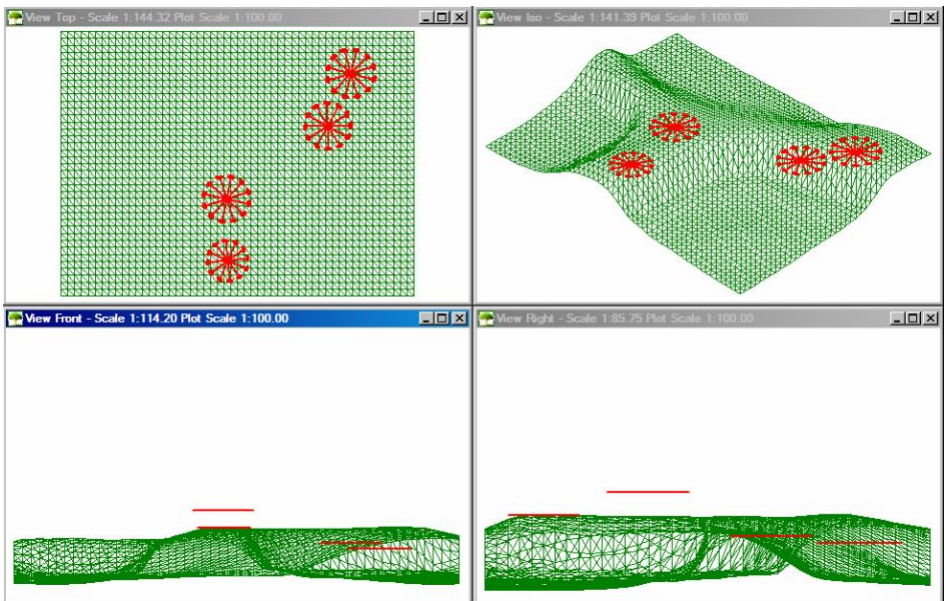 View Top - Scale 1:144.32 Plot Scale 1:100.00
View Iso - Scale 1:141.39 Plot Scale 1:100.00
View Front - Scale 1:114.20 Plot Scale 1:100.00
View Right - Scale 1:85.75 Plot Scale 1:100.00